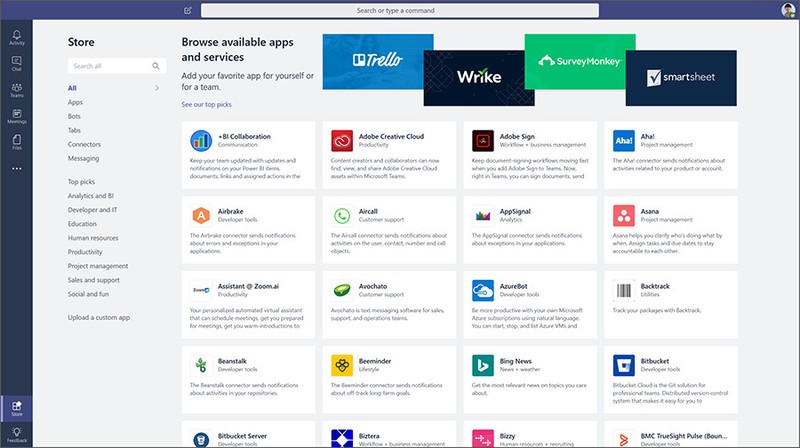 Search or type a command
Activity
Chat
Teams
Meetings
Files
Store
Feedback
Store
Search all
All
Apps
Bots
Tabs
Connectors
Messaging
Top picks
Analytics and BI
Developer and IT
Education
Human resources
Productivity
Project management
Sales and support
Social and fun
Upload a custom app
Browse available apps
and services
Add your favorite app for yourself or
for a team.
See our top picks
Trello
Wrike
SurveyMonkey
smartsheet
+BI Collaboration
Communication
Keep your team updated with updates and
notifications on your Power BI items,
documents, links and assigned actions in the
Adobe Creative Cloud
Productivity
Content creators and collaborators can now
find, view, and share Adobe Creative Cloud
assets within Microsoft Teams.
Adobe Sign
Workflow + business management
Keep document-signing workflows moving fast
when you add Adobe Sign to Teams. Now,
right in Teams, you can sign documents, send
Aha!
Aha!
Project management
The Aha! connector sends notifications about
activities related to your product or account.
Airbrake
Developer tools
The Airbrake connector sends notifications
about errors and exceptions in your
applications.
Aircall
Customer support
The Aircall connector sends notifications about
activities on the user, contact, number and call
objects.
AppSignal
Analytics
The AppSignal connector sends notifications
about exceptions in your applications.
Asana
Project management
Asana helps you clarify who's doing what by
when. Assign tasks and due dates to stay
accountable to each other.
Zoom.ai
Assistant @ Zoom.ai
Productivity
Your personalized automated virtual assistant
that can schedule meetings, get you prepared
for meetings, get warm-introductions to
Avochato
Customer support
Avochato is text messaging software for sales,
support, and operations teams.
AzureBot
Developer tools
Be more productive with your own Microsoft
Azure subscriptions using natural language.
You can start, stop, and list Azure VMs and
Backtrack
Utilities
Track your packages with Backtrack.
Beanstalk
Developer tools
The Beanstalk connector sends notifications
about activities in your repositories.
Beeminder
Lifestyle
The Beeminder connector sends notifications
about off-track long-term goals.
Bing News
News + weather
Get the most relevant news on topics you care
about.
Bitbucket
Developer tools
Bitbucket Cloud is the Git solution for
professional teams. Distributed version-control
system that makes it easy for you to
Bitbucket Server
Developer tools
Biztera
Workflow + business management
Bizzy
Human resources
BMC TrueSight Pulse (Boun...
Developer tools